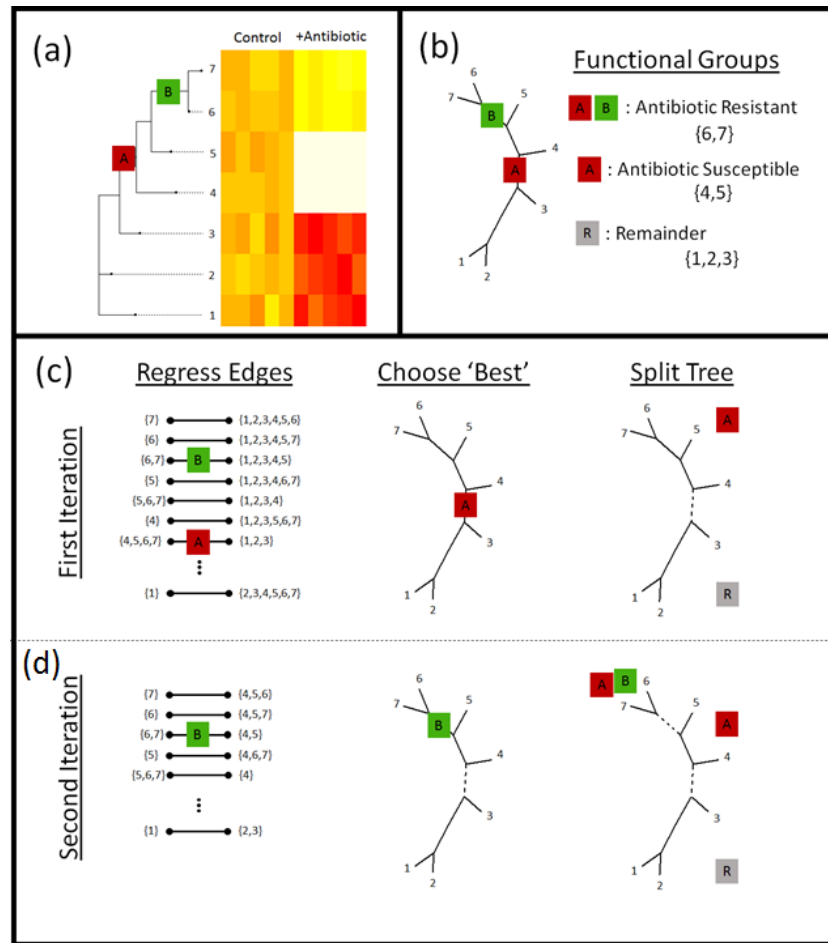 (a)
Control
+Antibiotic
B
A
7
6
5
4
3
2
1
(b)
6
7
5
B
4
A
3
1
2
Functional Groups
A B : Antibiotic Resistant
{6,7}
A : Antibiotic Susceptible
{4,5}
R : Remainder
{1,2,3}
(c)
Regress Edges
Choose ‘Best’
Split Tree
First Iteration
{7} {1,2,3,4,5,6}
{6} {1,2,3,4,5,7}
{6,7} B {1,2,3,4,5}
{5} {1,2,3,4,6,7}
{5,6,7} {1,2,3,4}
{4} {1,2,3,5,6,7}
{4,5,6,7} A {1,2,3}
{1} {2,3,4,5,6,7}
6
7
5
4
A
3
1
2
6
7
5
A
4
3
1
2
R
(d)
Second Iteration
{7} {4,5,6}
{6} {4,5,7}
{6,7} B {4,5}
{5} {4,6,7}
{5,6,7} {4}
{1} {2,3}
6
7
B
5
4
3
1
2
A B
6
7
5
A
4
3
1
2
R